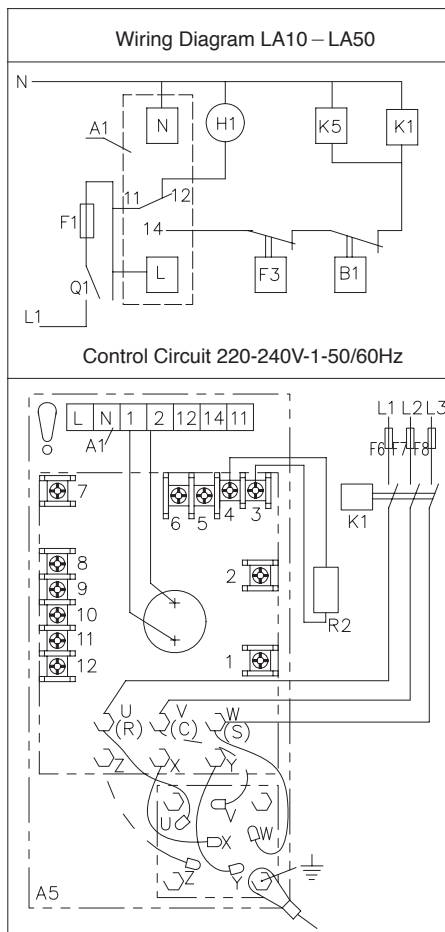 Wiring Diagram LA10 – LA50
N
A1 N H1 K5 K1
11 12
F1
14
Q1 L F3 B1
L1
Control Circuit 220-240V-1-50/60Hz
L N 1 2 12 14 11
A1
L1 L2 L3
F6 F7 F8
7
6 5 4 3
K1
8
9
10
11
12
2
R2
1
U V W
(R) (C) (S)
Z X Y
U V
X W
Z Y
A5